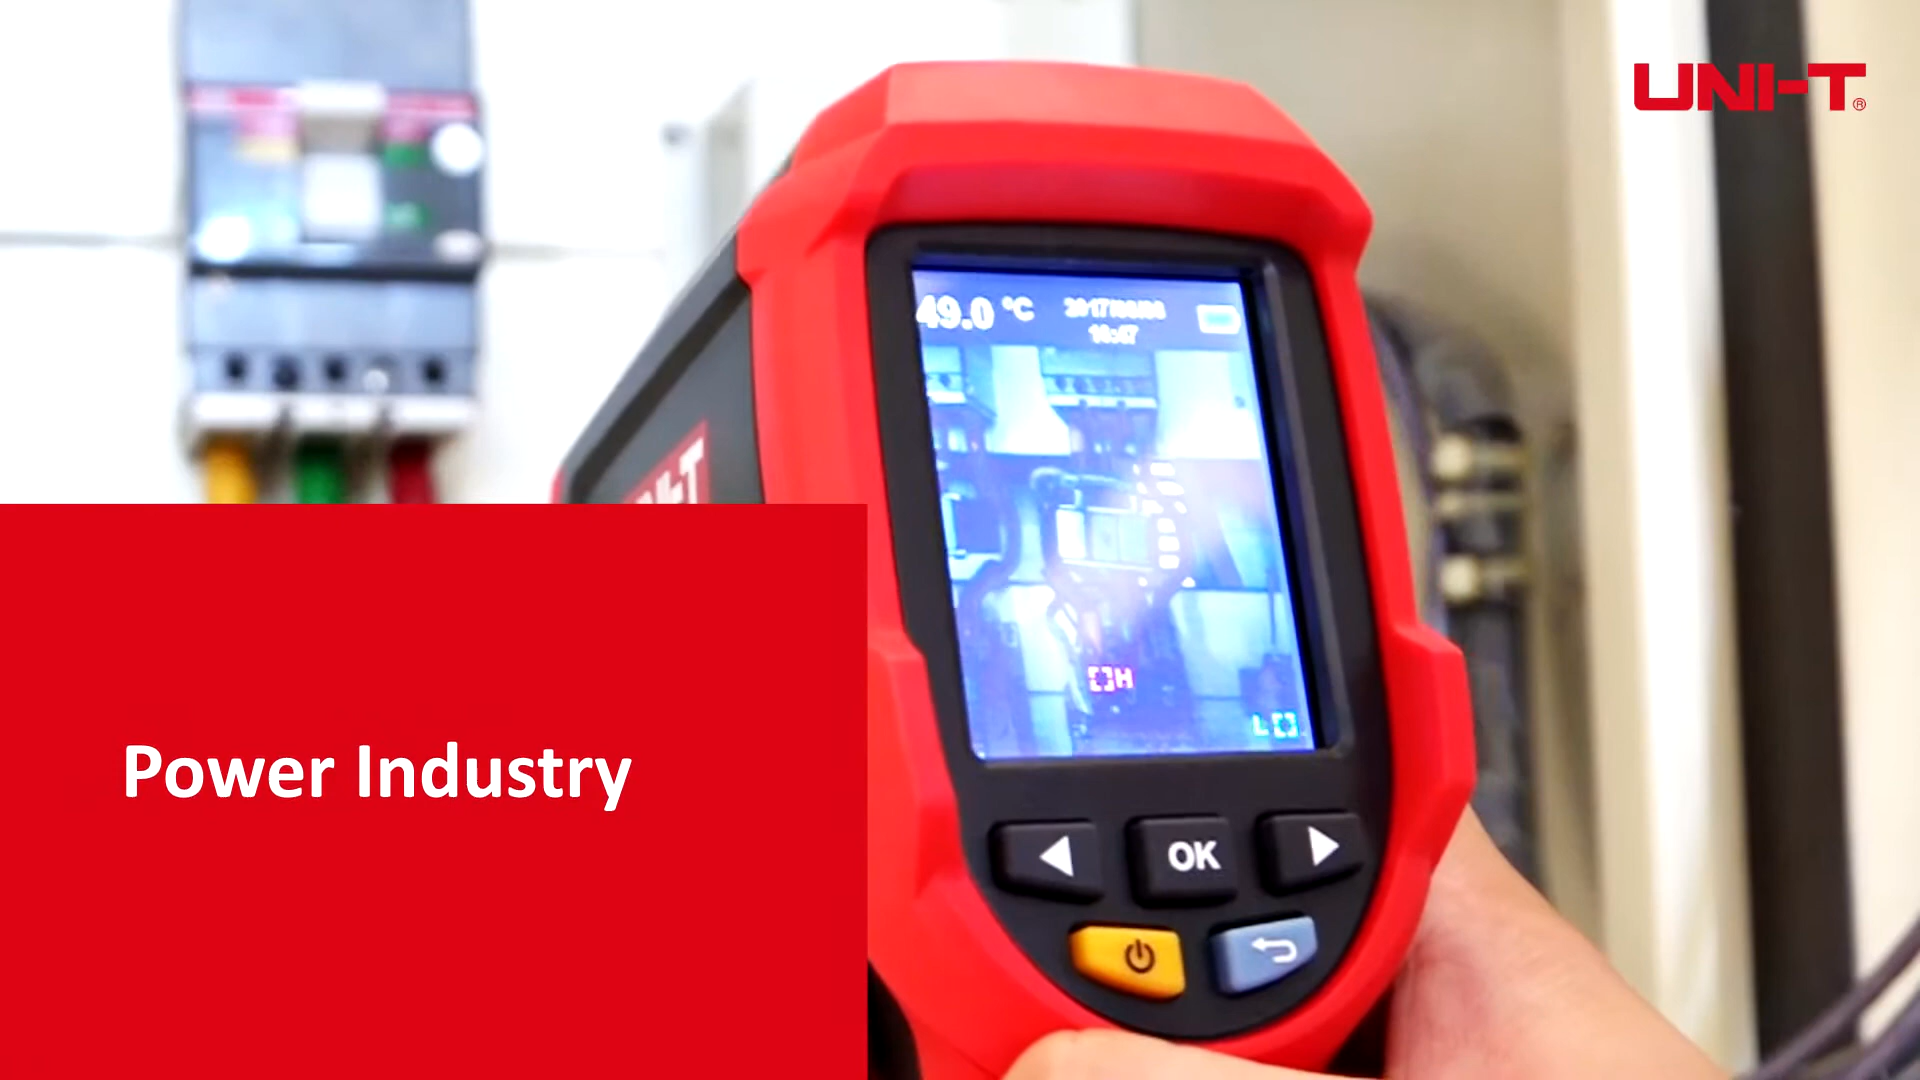 UNI-T®
49.0 °C
H
L
Power Industry
OK